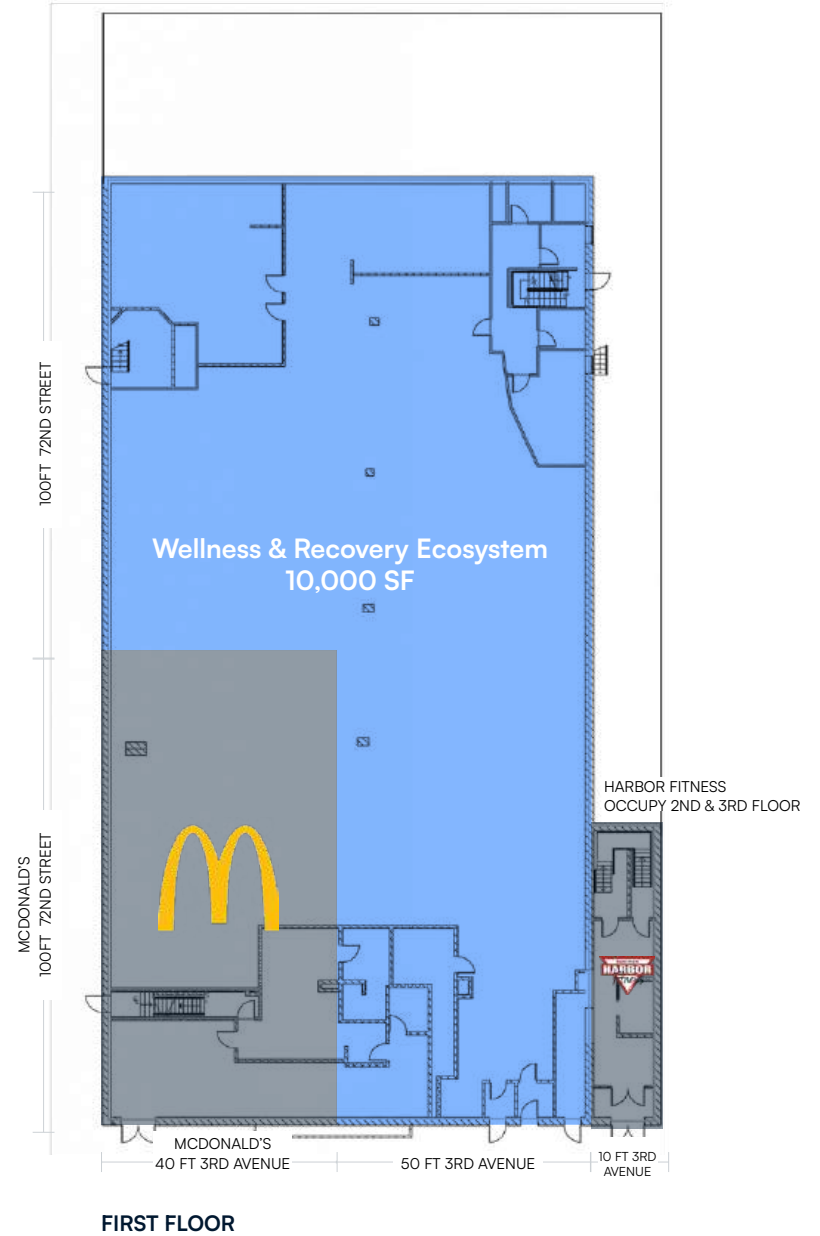 100FT 72ND STREET
Wellness & Recovery Ecosystem
10,000 SF
HARBOR FITNESS
OCCUPY 2ND & 3RD FLOOR
MCDONALD'S
100FT 72ND STREET
HARBOR
MCDONALD'S
40 FT 3RD AVENUE
50 FT 3RD AVENUE
10 FT 3RD
AVENUE
FIRST FLOOR